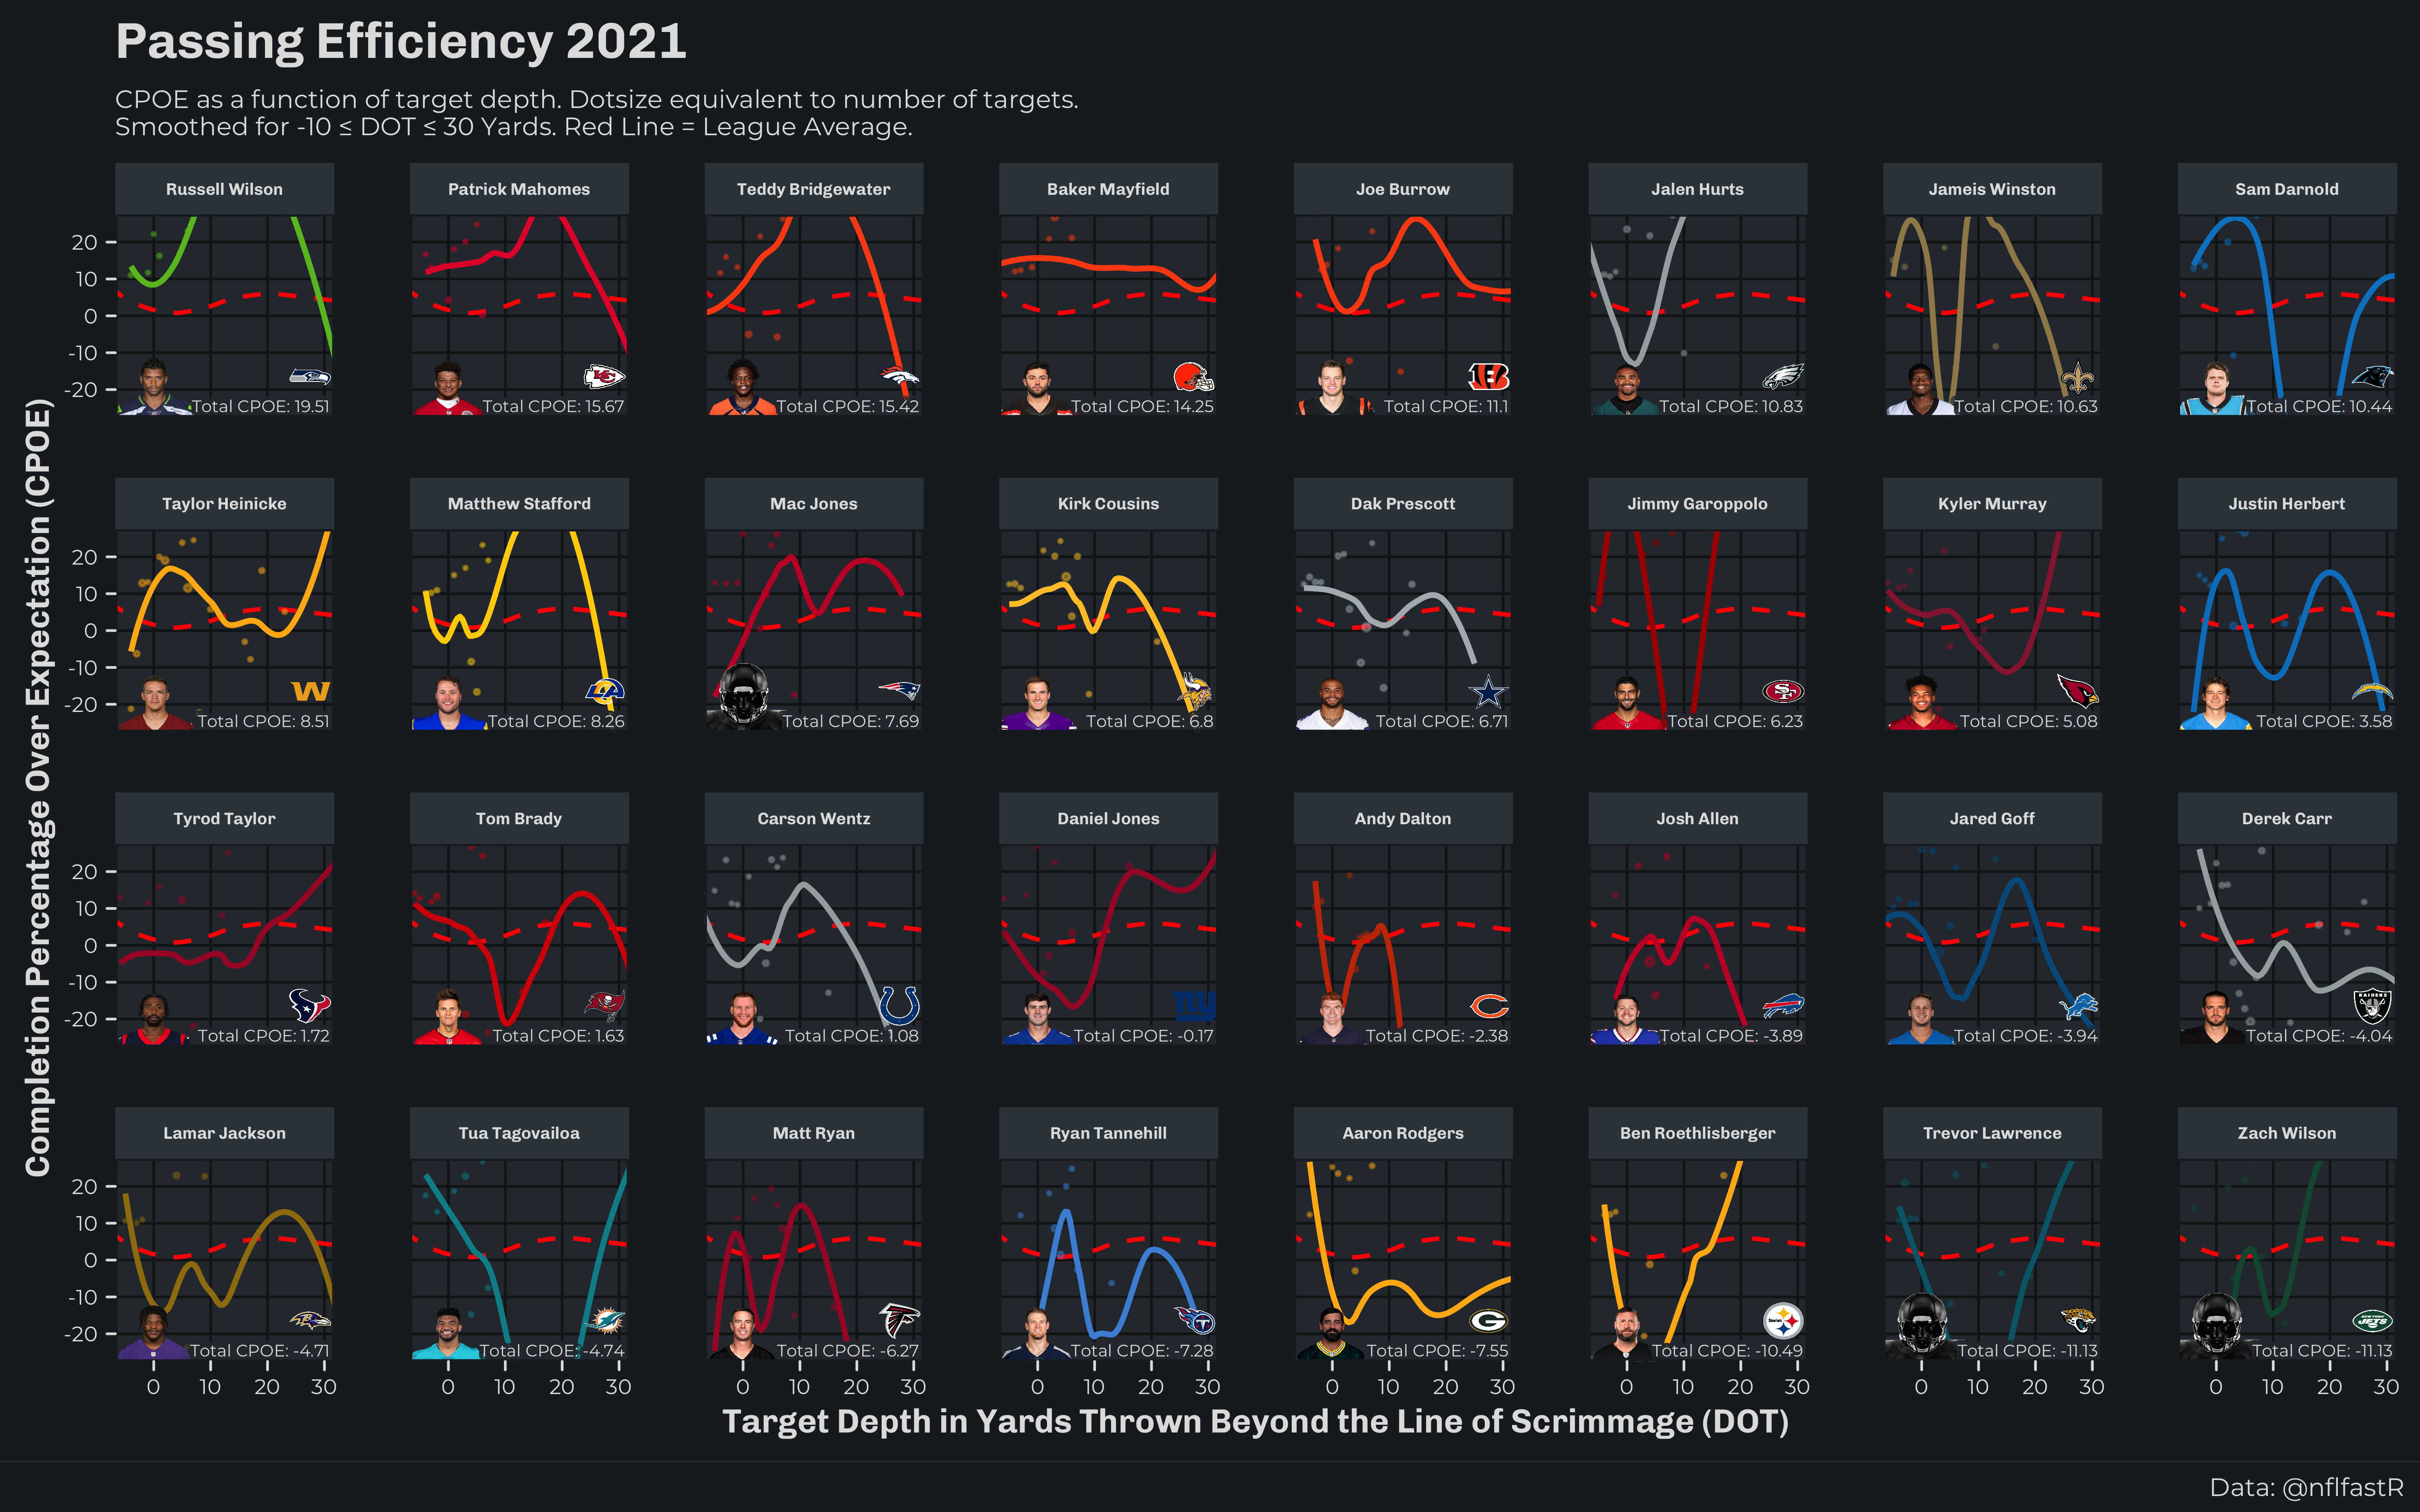 Passing Efficiency 2021
CPOE as a function of target depth. Dotsize equivalent to number of targets.
Smoothed for -10 ≤ DOT ≤ 30 Yards. Red Line = League Average.
Completion Percentage Over Expectation (CPOE)
Russell Wilson Patrick Mahomes Teddy Bridgewater Baker Mayfield Joe Burrow Jalen Hurts Jameis Winston Sam Darnold
20
10
0
-10
-20
Total CPOE: 19.51 Total CPOE: 15.67 Total CPOE: 15.42 Total CPOE: 14.25 Total CPOE: 11.1 Total CPOE: 10.83 Total CPOE: 10.63 Total CPOE: 10.44
Taylor Heinicke Matthew Stafford Mac Jones Kirk Cousins Dak Prescott Jimmy Garoppolo Kyler Murray Justin Herbert
20
10
0
-10
-20
Total CPOE: 8.51 Total CPOE: 8.26 Total CPOE: 7.69 Total CPOE: 6.8 Total CPOE: 6.71 Total CPOE: 6.23 Total CPOE: 5.08 Total CPOE: 3.58
Tyrod Taylor Tom Brady Carson Wentz Daniel Jones Andy Dalton Josh Allen Jared Goff Derek Carr
20
10
0
-10
-20
Total CPOE: 1.72 Total CPOE: 1.63 Total CPOE: 1.08 Total CPOE: -0.17 Total CPOE: -2.38 Total CPOE: -3.89 Total CPOE: -3.94 Total CPOE: -4.04
Lamar Jackson Tua Tagovailoa Matt Ryan Ryan Tannehill Aaron Rodgers Ben Roethlisberger Trevor Lawrence Zach Wilson
20
10
0
-10
-20
Total CPOE: -4.71 Total CPOE: -4.74 Total CPOE: -6.27 Total CPOE: -7.28 Total CPOE: -7.55 Total CPOE: -10.49 Total CPOE: -11.13 Total CPOE: -11.13
0 10 20 30 0 10 20 30 0 10 20 30 0 10 20 30 0 10 20 30 0 10 20 30 0 10 20 30 0 10 20 30
Target Depth in Yards Thrown Beyond the Line of Scrimmage (DOT)
Data: @nflfastR